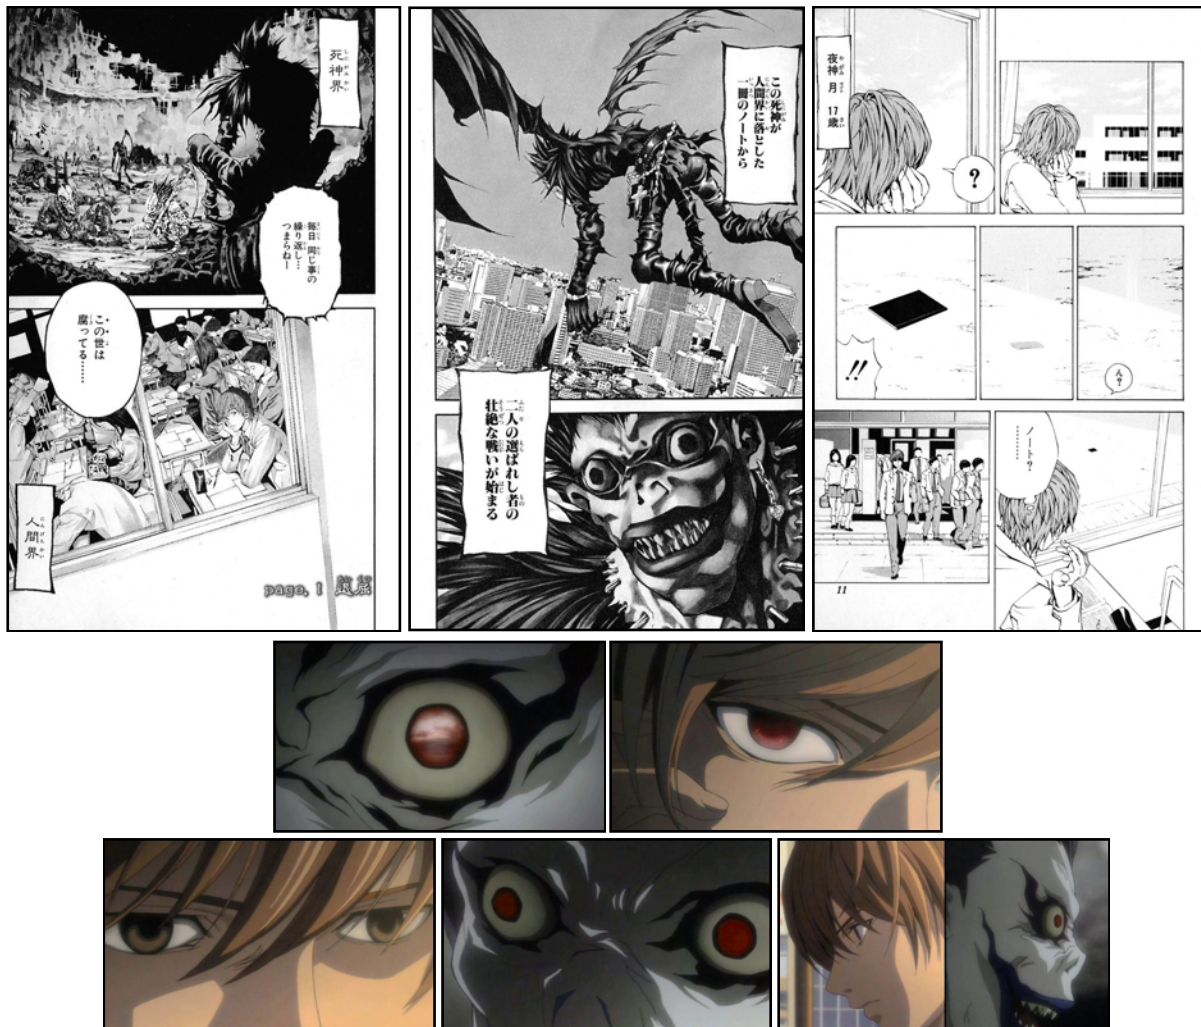 死神界
毎日 同じ事の
繰り返し…
つまらねー
この世は
腐ってる……
人間界
page.1 退屈
この死神が
人間界に落とした
一冊のノートから
二人の選ばれし者の
壮絶な戦いが始まる
夜神 月 17歳
?
ん?
!!
ノート?
………
11